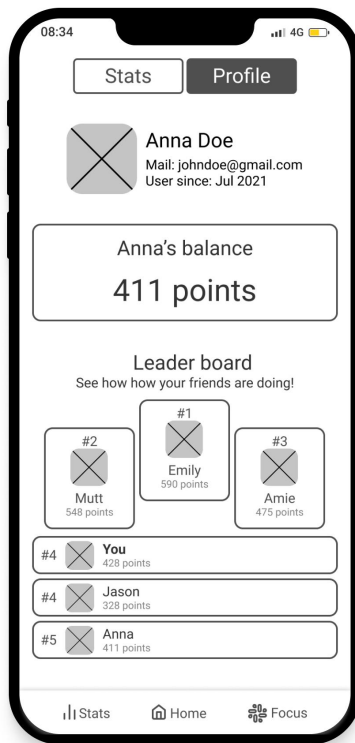 08:34
4G
Stats
Profile
Anna Doe
Mail: johndoe@gmail.com
User since: Jul 2021
Anna's balance
411 points
Leader board
See how how your friends are doing!
#1
Emily
590 points
#2
Mutt
548 points
#3
Amie
475 points
#4
You
428 points
#4
Jason
328 points
#5
Anna
411 points
Stats
Home
Focus